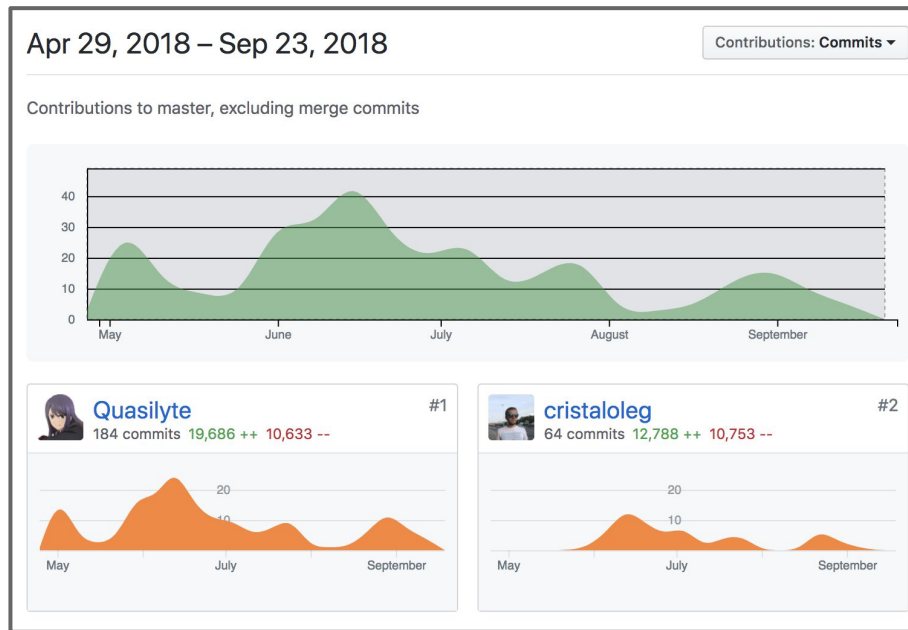 Apr 29, 2018 – Sep 23, 2018
Contributions: Commits
Contributions to master, excluding merge commits
40
30
20
10
0
May June July August September
Quasilyte #1
184 commits 19,686 ++ 10,633 --
20
10
May July September
cristaloleg #2
64 commits 12,788 ++ 10,753 --
20
10
May July September